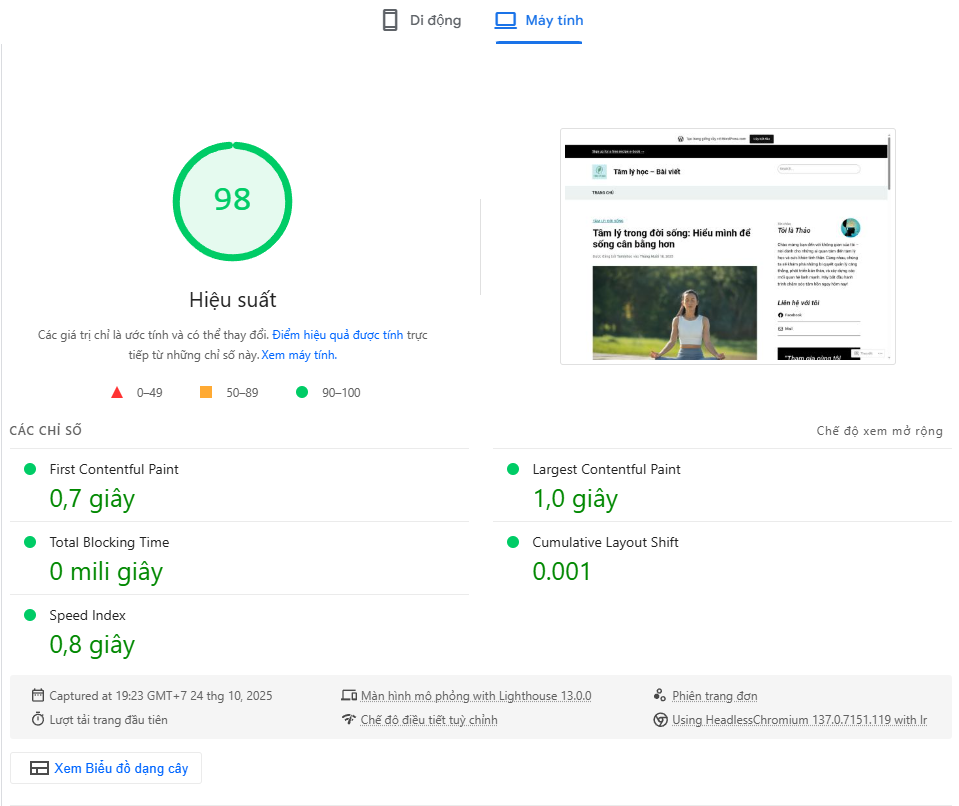 Di động
Máy tính
98
Hiệu suất
Các giá trị chỉ là ước tính và có thể thay đổi. Điểm hiệu quả được tính trực
tiếp từ những chỉ số này. Xem máy tính.
0–49
50–89
90–100
Tâm lý học – Bài viết
TRANG CHỦ
Tâm lý trong đời sống: Hiểu mình để
sống cân bằng hơn
Tôi là Thảo
Liên hệ với tôi
Facebook
Mail
"Tham gia cùng tôi
CÁC CHỈ SỐ
Chế độ xem mở rộng
First Contentful Paint
0,7 giây
Largest Contentful Paint
1,0 giây
Total Blocking Time
0 mili giây
Cumulative Layout Shift
0.001
Speed Index
0,8 giây
Captured at 19:23 GMT+7 24 thg 10, 2025
Màn hình mô phỏng with Lighthouse 13.0.0
Phiên trang đơn
Lượt tải trang đầu tiên
Chế độ điều tiết tuỳ chỉnh
Using HeadlessChromium 137.0.7151.119 with lr
Xem Biểu đồ dạng cây